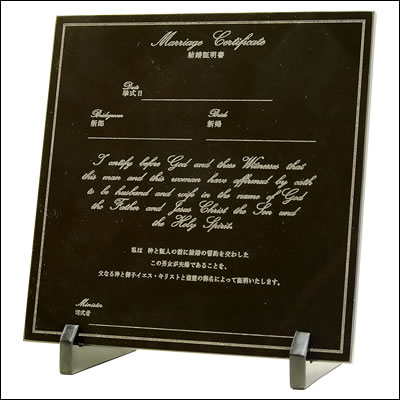 Marriage Certificate
結婚証明書
Date
挙式日
Bridegroom Bride
新郎 新婦
I certify before God and these Witnesses that
this man and this woman have affirmed by oath
to be husband and wife in the name of God
the Father and Jesus Christ the Son and
the Holy Spirit.
私は 神と証人の前に結婚の誓約を交わした
この男女が夫婦であることを、
父なる神と御子イエス・キリストと聖霊の御名によって証明いたします。
Minister
司式者